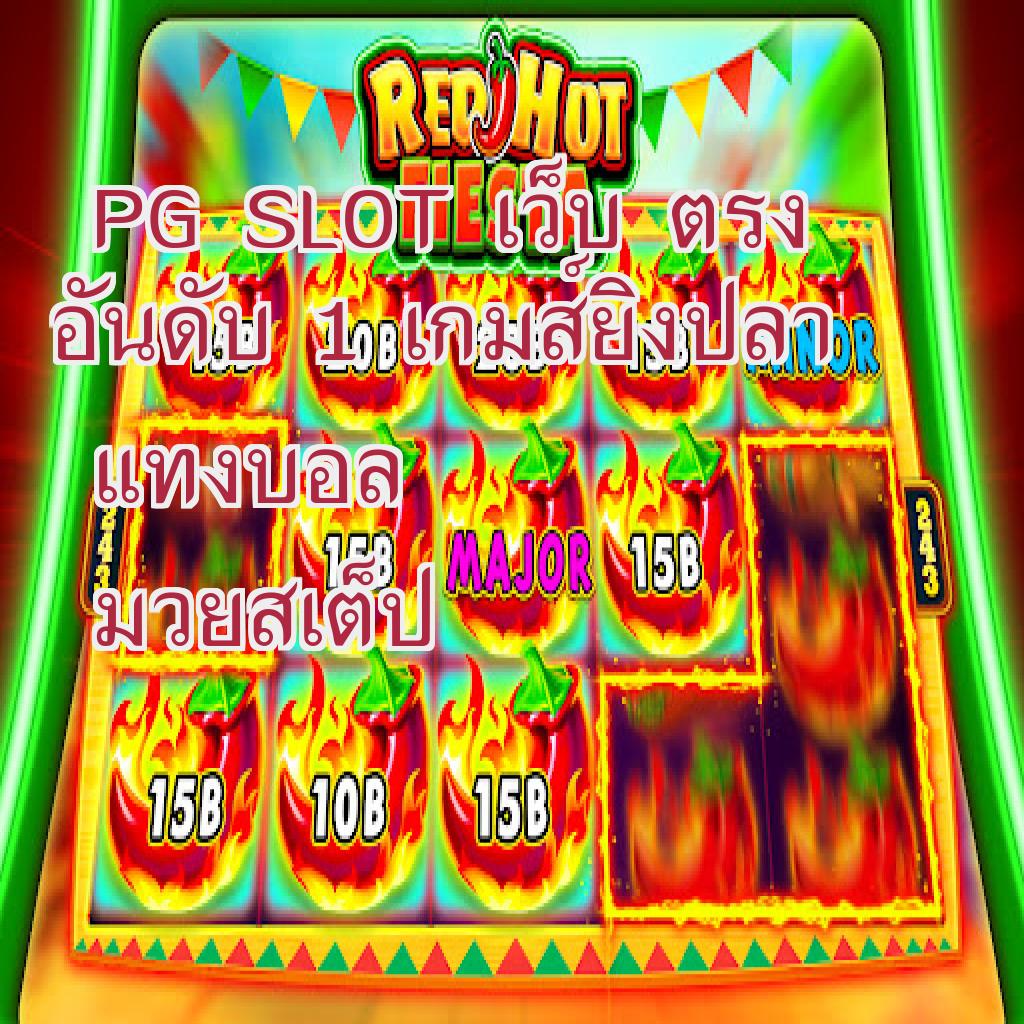 RED HOT
FIESTA
PG SLOT เว็บ ตรง
อันดับ 1 เกมส์ยิงปลา
15B 10B 15B MINOR
แทงบอล
243 15B MAJOR 15B 243
มวยสเต็ป
15B 10B 15B